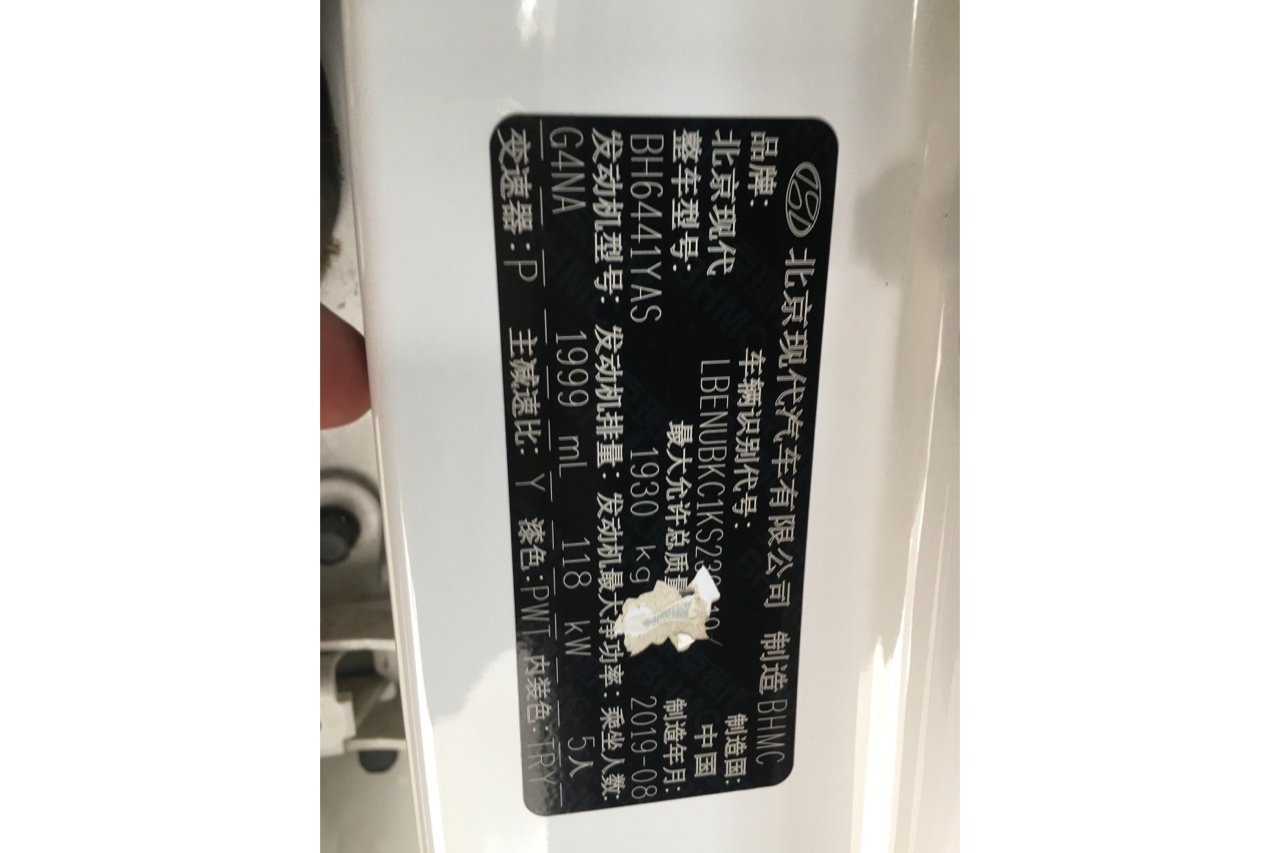 北京现代汽车有限公司 制造 BHMC
品牌: 车辆识别代号: 制造国:
北京现代 中国
整车型号: 最大允许总质量 制造年月:
BH6441YAS 1930 kg 2019-08
发动机型号: 发动机排量: 发动机最大净功率: 乘坐人数:
G4NA 1999 mL 118 kW 5人
变速器: P 主减速比: Y 漆色:PWT 内装色: TRY